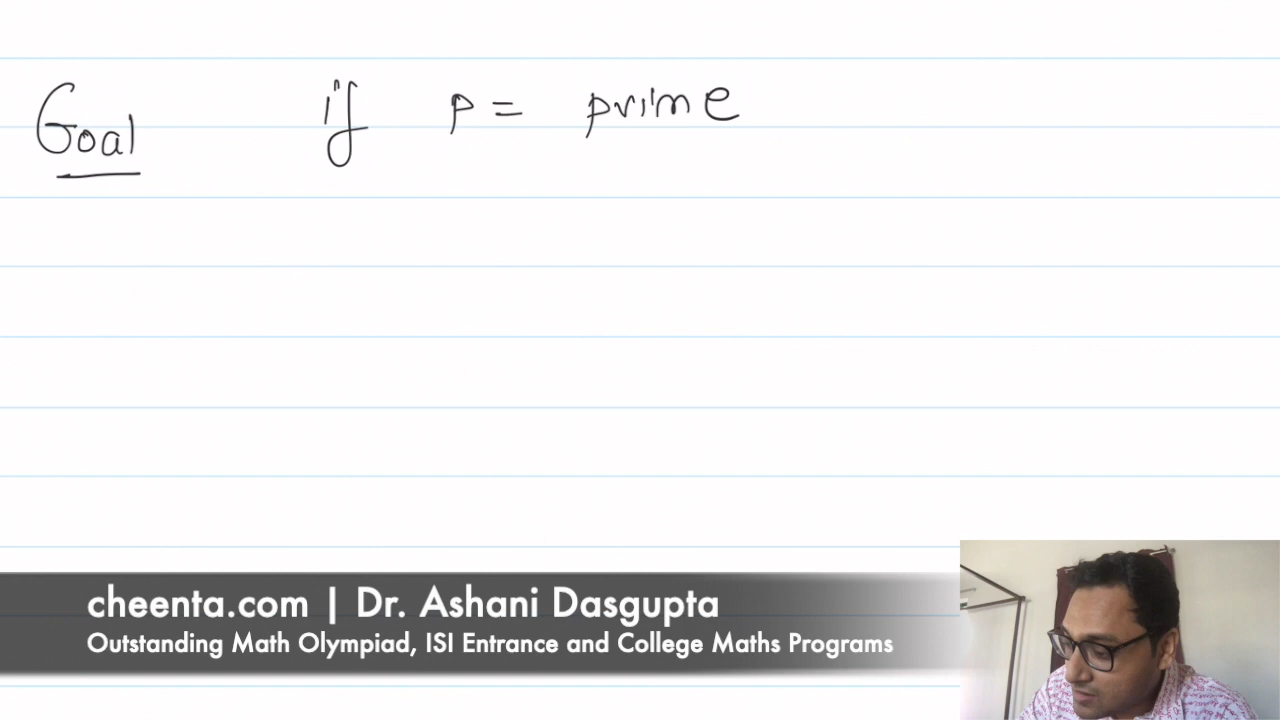 Goal if p = prime
cheenta.com | Dr. Ashani Dasgupta
Outstanding Math Olympiad, ISI Entrance and College Maths Programs